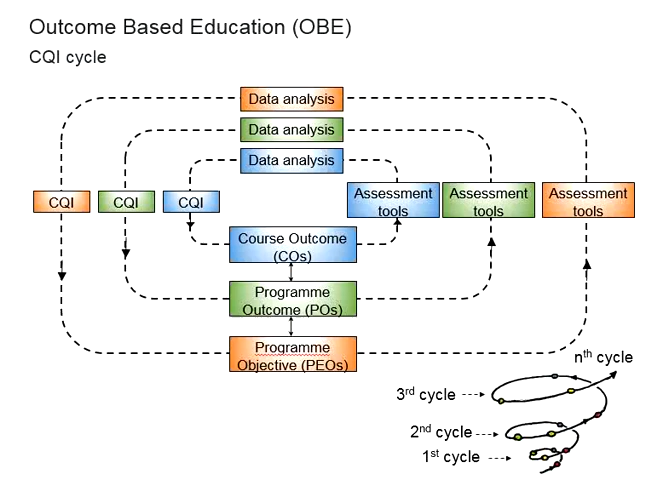 Outcome Based Education (OBE)
CQI cycle
Data analysis
Data analysis
Data analysis
CQI
CQI
CQI
Assessment
tools
Assessment
tools
Assessment
tools
Course Outcome
(COs)
Programme
Outcome (POs)
Programme
Objective (PEOs)
nth cycle
3rd cycle
2nd cycle
1st cycle